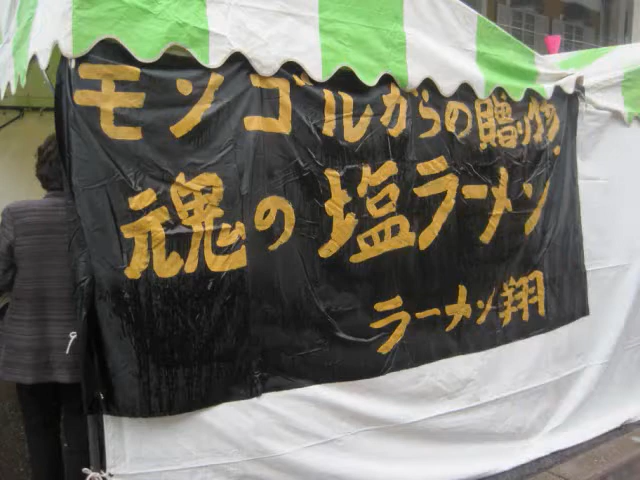 モンゴルからの贈り物
魂の塩ラーメン
ラーメン翔